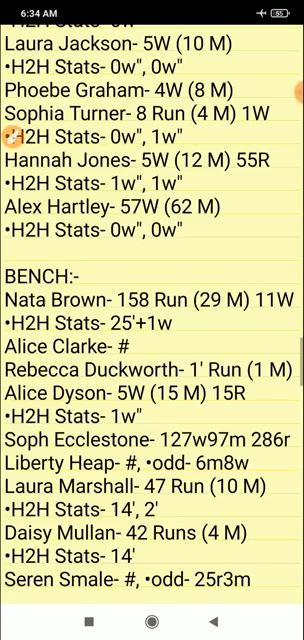 6:34 AM
55
•H2H Stats- 0w"
Laura Jackson- 5W (10 M)
•H2H Stats- 0w", 0w"
Phoebe Graham- 4W (8 M)
Sophia Turner- 8 Run (4 M) 1W
•H2H Stats- 0w", 1w"
Hannah Jones- 5W (12 M) 55R
•H2H Stats- 1w", 1w"
Alex Hartley- 57W (62 M)
•H2H Stats- 0w", 0w"
BENCH:-
Nata Brown- 158 Run (29 M) 11W
•H2H Stats- 25'+1w
Alice Clarke- #
Rebecca Duckworth- 1' Run (1 M)
Alice Dyson- 5W (15 M) 15R
•H2H Stats- 1w"
Soph Ecclestone- 127w97m 286r
Liberty Heap- #, •odd- 6m8w
Laura Marshall- 47 Run (10 M)
•H2H Stats- 14', 2'
Daisy Mullan- 42 Runs (4 M)
•H2H Stats- 14'
Seren Smale- #, •odd- 25r3m